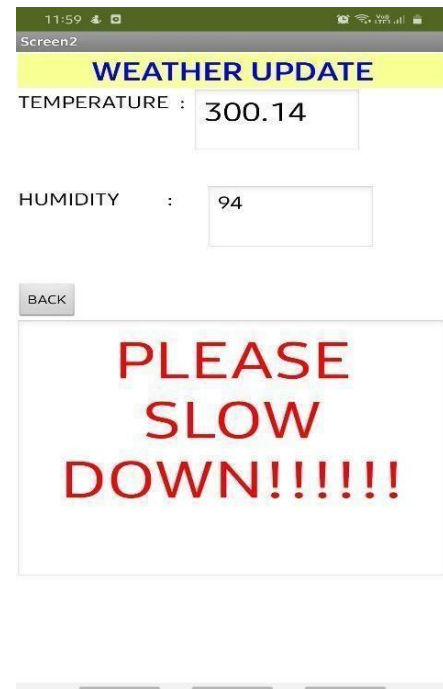 11:59
Screen2
WEATHER UPDATE
TEMPERATURE : 300.14
HUMIDITY : 94
BACK
PLEASE
SLOW
DOWN!!!!!!